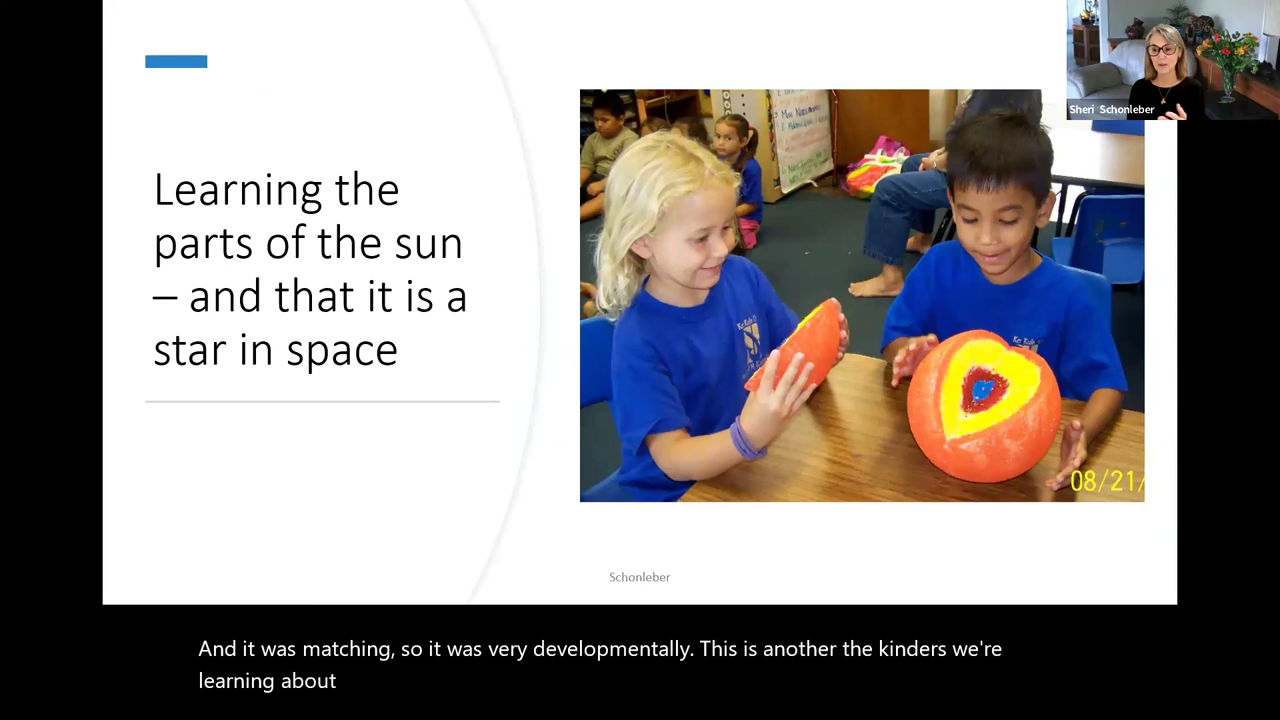 Sheri Schonleber
Learning the
parts of the sun
– and that it is a
star in space
08/21/
Schonleber
And it was matching, so it was very developmentally. This is another the kinders we're
learning about